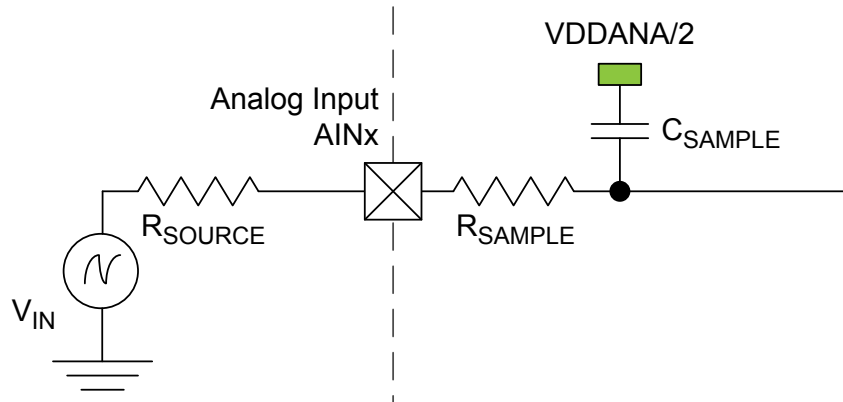 VDDANA/2
Analog Input
AINx
CSAMPLE
RSOURCE
RSAMPLE
VIN